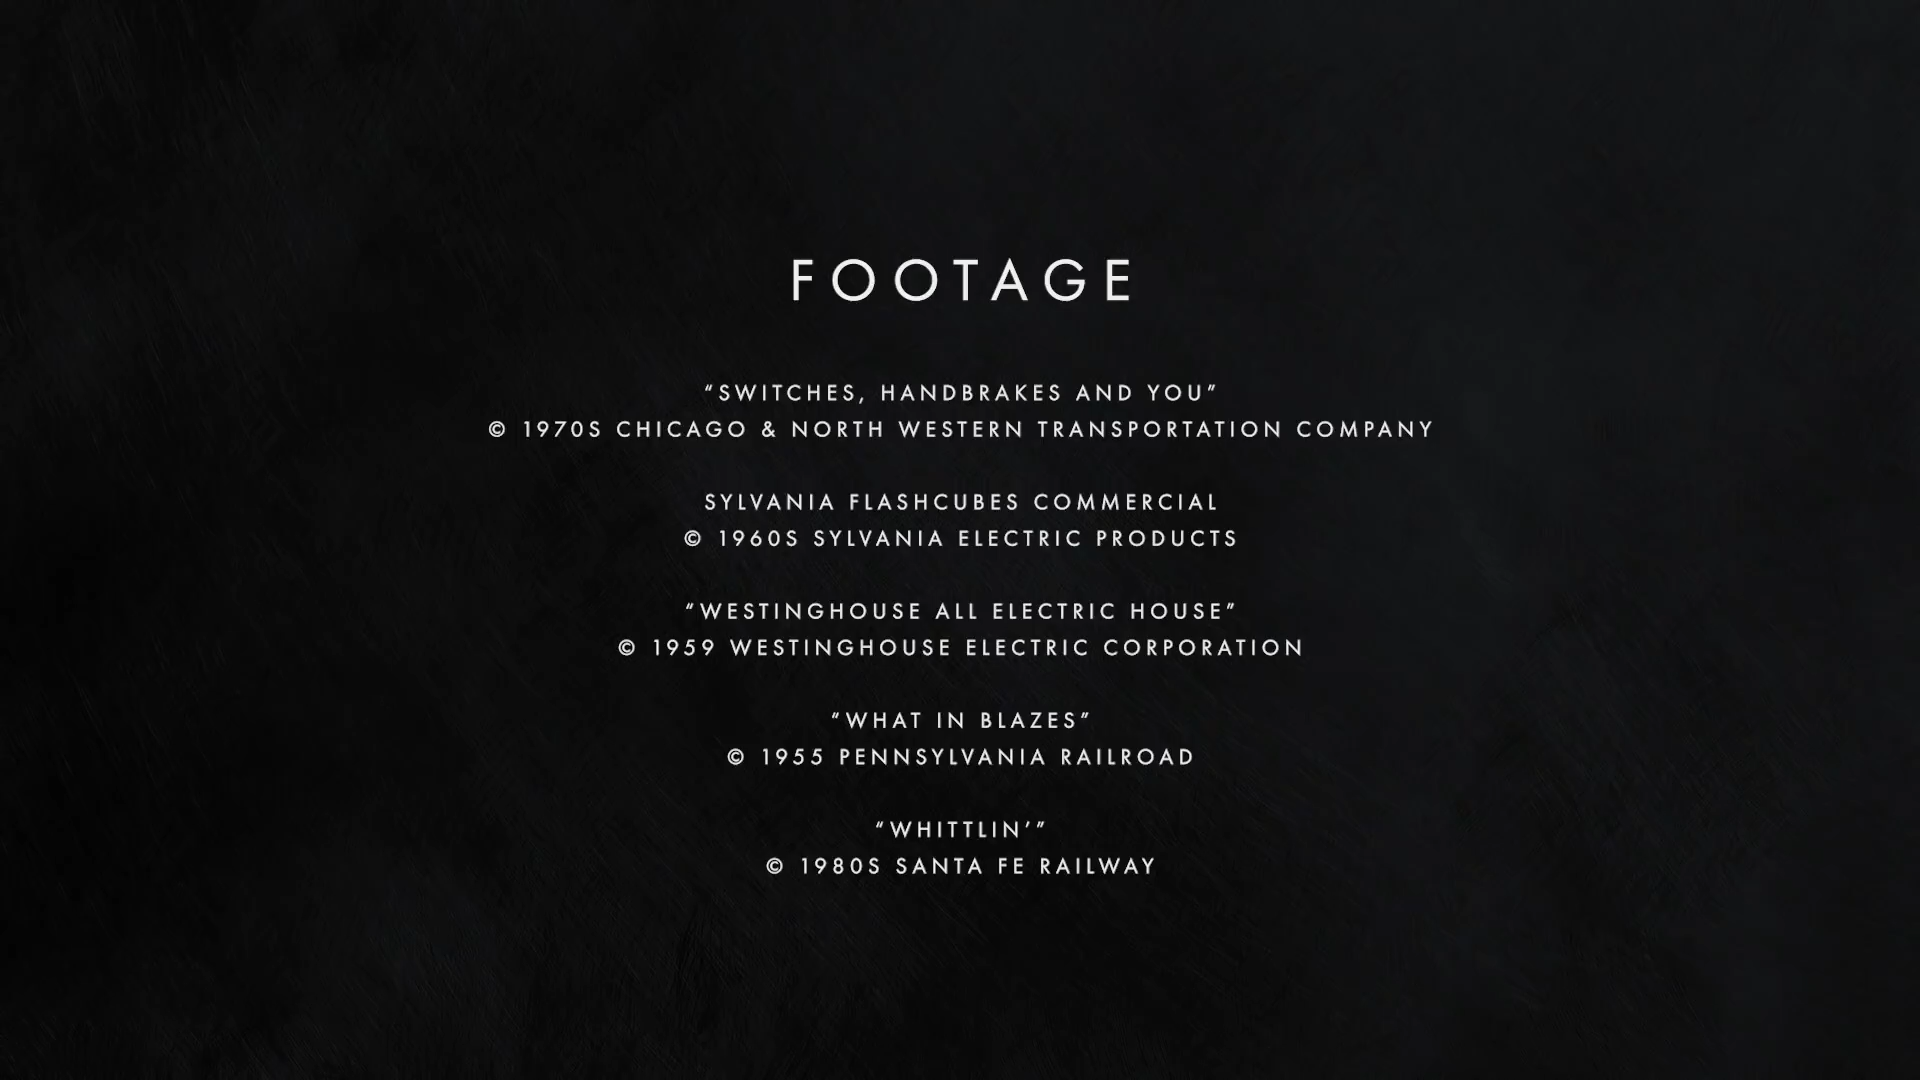 FOOTAGE
“SWITCHES, HANDBRAKES AND YOU”
© 1970S CHICAGO & NORTH WESTERN TRANSPORTATION COMPANY
SYLVANIA FLASHCUBES COMMERCIAL
© 1960S SYLVANIA ELECTRIC PRODUCTS
“WESTINGHOUSE ALL ELECTRIC HOUSE”
© 1959 WESTINGHOUSE ELECTRIC CORPORATION
“WHAT IN BLAZES”
© 1955 PENNSYLVANIA RAILROAD
“WHITTLIN’”
© 1980S SANTA FE RAILWAY